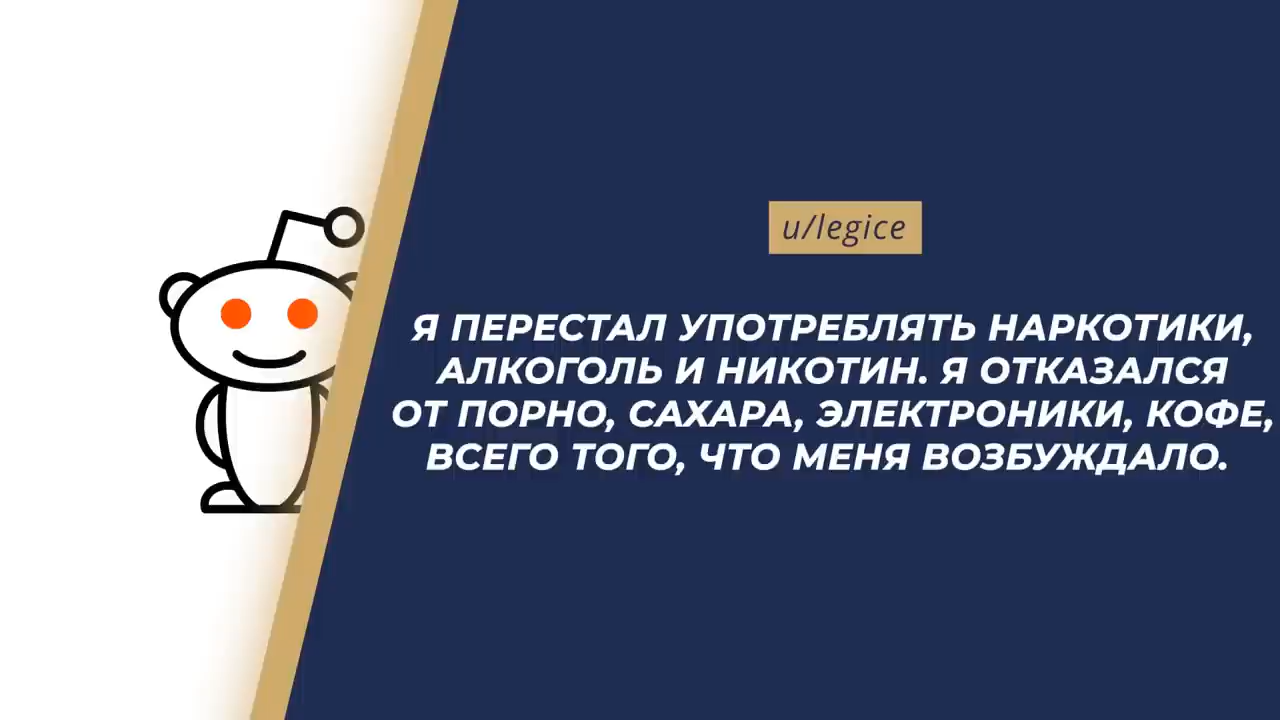 u/legice
Я ПЕРЕСТАЛ УПОТРЕБЛЯТЬ НАРКОТИКИ,
АЛКОГОЛЬ И НИКОТИН. Я ОТКАЗАЛСЯ
ОТ ПОРНО, САХАРА, ЭЛЕКТРОНИКИ, КОФЕ,
ВСЕГО ТОГО, ЧТО МЕНЯ ВОЗБУЖДАЛО.